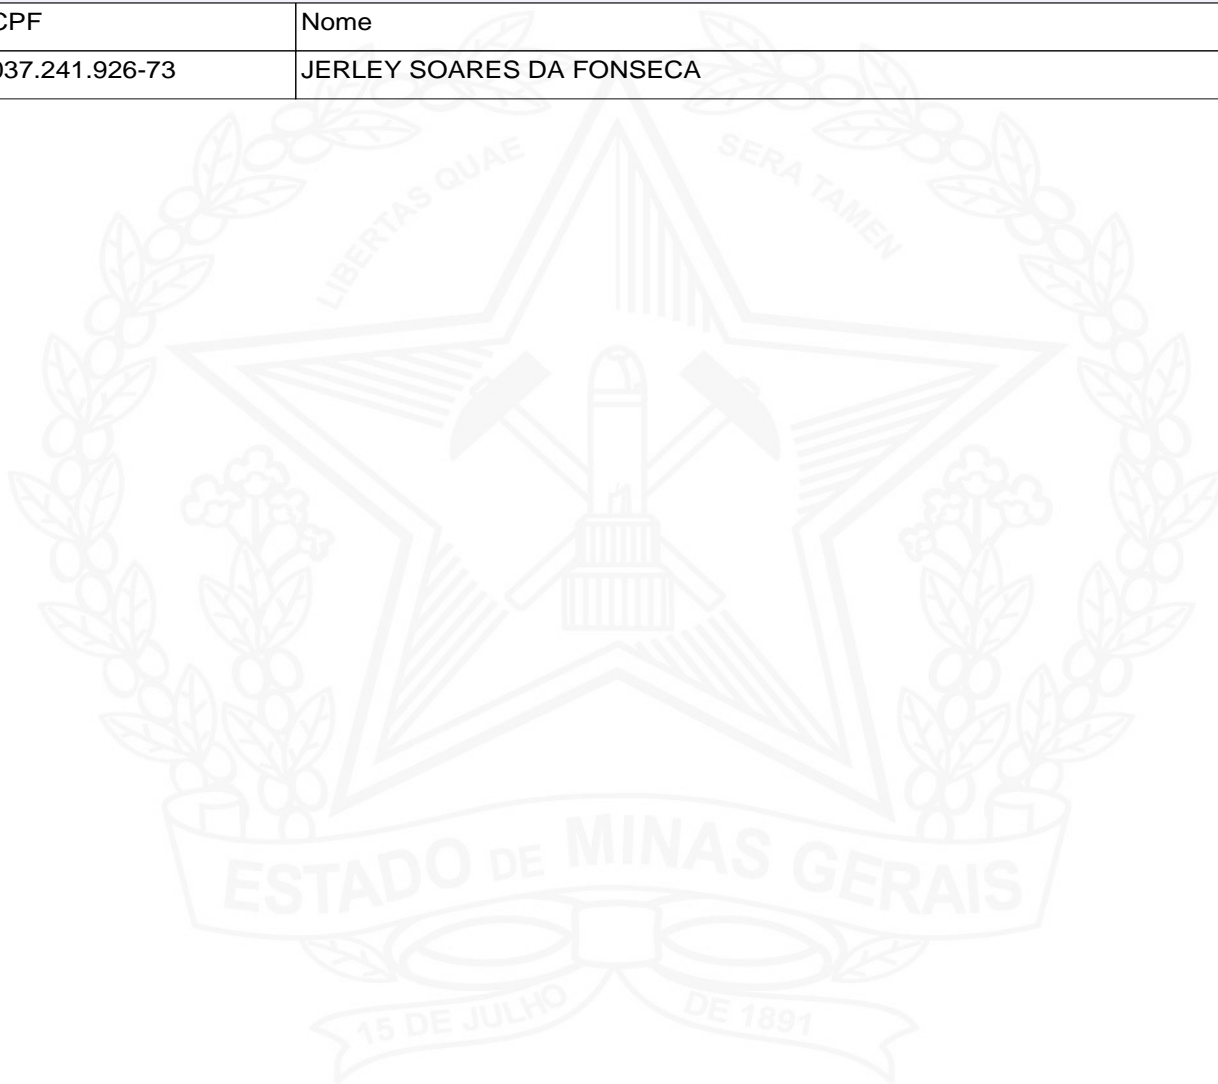 CPF Nome
037.241.926-73 JERLEY SOARES DA FONSECA
LIBERTAS QUAE SERA TAMEN
ESTADO DE MINAS GERAIS
15 DE JULHO DE 1891